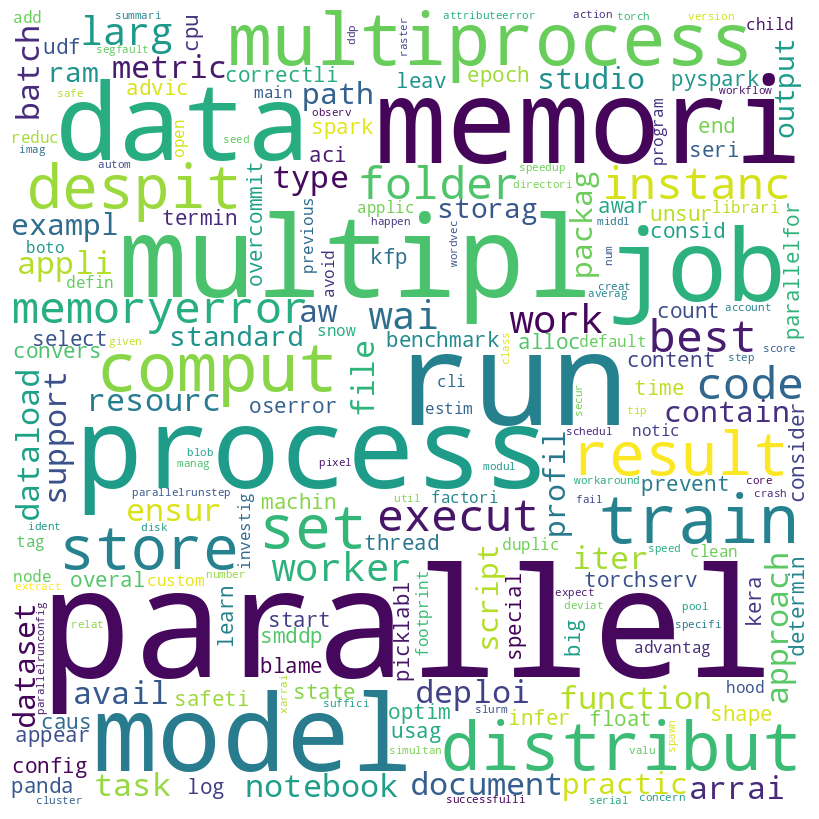 add
summari
ddp
attributeerror
torch
action
version
child
larg
cpu
multiprocess
segfault
raster
udf
metric
batch
ram
correctli
leav
epoch
studio
pyspark
output
data
memori
workflow
safe
advic
main
path
observ
spark
open
program
reduc
imag
seed
aci
end
seri
autom
type
folder
speedup
directori
despit
instanc
overcommit
termin
exampl
previous
applic
storag
packag
awar
unsur
librari
happen
middl
boto
kfp
wordvec
num
consid
parallelfor
appli
defin
avoid
multipl
job
creat
account
averag
memoryerror
aw
wai
work
count
select
standard
snow
benchmark
alloc
default
best
step
score
convers
given
class
file
comput
run
content
cli
time
code
dataload
support
resourc
oserror
estim
secur
tip
contain
process
schedul
notic
result
consider
blob
manag
pixel
modul
profil
workaround
core
prevent
parallelrunstep
machin
factori
util
fail
crash
ensur
set
execut
train
ident
disk
investig
store
thread
duplic
iter
speed
clean
tag
worker
script
node
overal
custom
number
torchserv
extract
learn
picklabl
footprint
special
big
kera
approach
determin
expect
pool
deviat
specifi
parallel
start
dataset
parallelrunconfig
relat
smddp
advantag
blame
hood
avail
xarrai
safeti
state
suffici
deploi
function
caus
model
optim
slurm
infer
float
shape
appear
usag
distribut
simultan
valu
spawn
config
panda
task
log
notebook
document
practic
arrai
cluster
successfulli
serial
concern